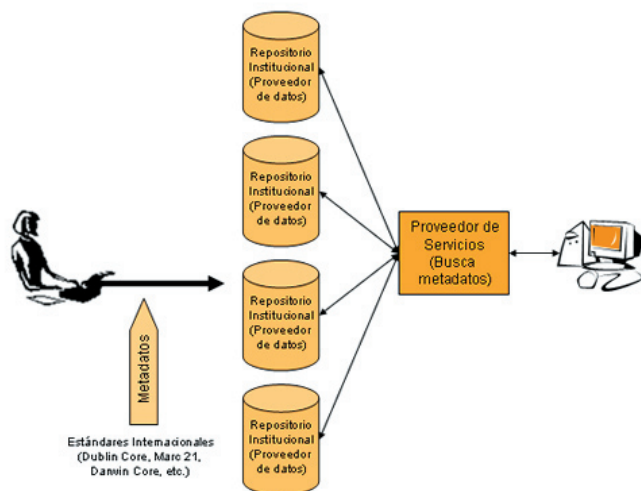 Repositorio
Institucional
(Proveedor
de datos)
Repositorio
Institucional
(Proveedor
de datos)
Proveedor de
Servicios
(Busca
metadatos)
Repositorio
Institucional
(Proveedor
de datos)
Metadatos
Repositorio
Institucional
(Proveedor
de datos)
Estándares Internacionales
(Dublin Core, Marc 21,
Darwin Core, etc.)